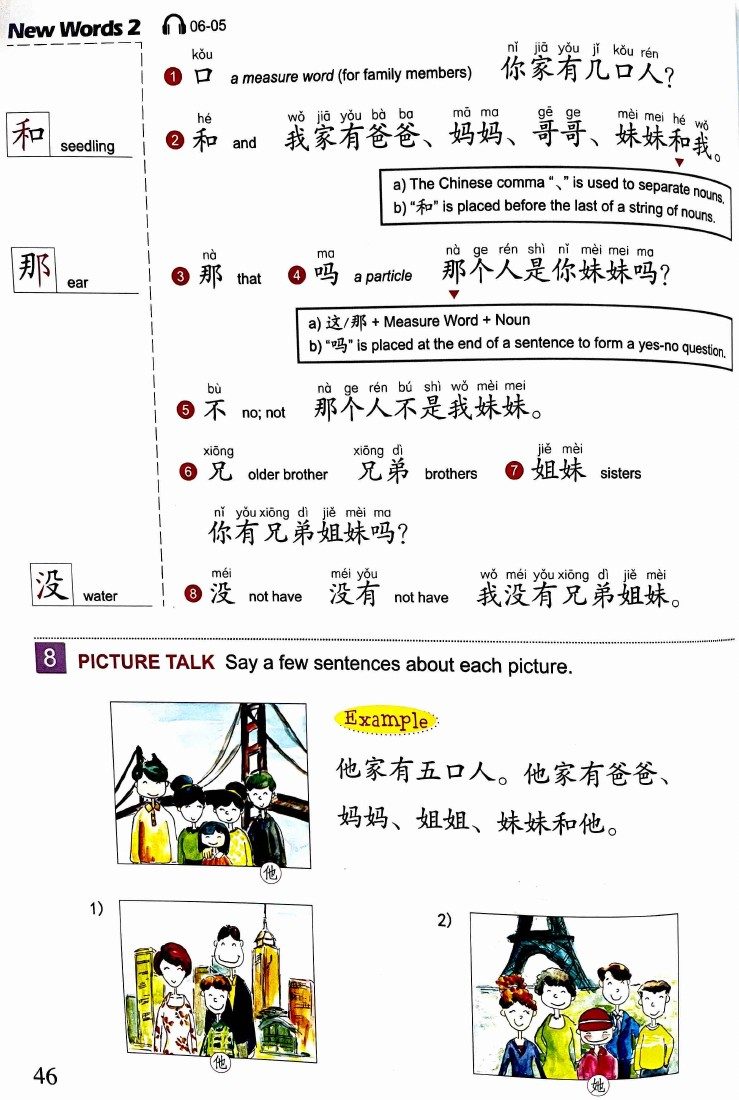 New Words 2 06-05
kǒu nǐ jiā yǒu jǐ kǒu rén
1 口 a measure word (for family members) 你家有几口人?
hé wǒ jiā yǒu bà ba mā ma gē ge mèi mei hé wǒ
和 seedling
2 和 and 我家有爸爸、妈妈、哥哥、妹妹和我。
a) The Chinese comma “、” is used to separate nouns.
b) “和” is placed before the last of a string of nouns.
nà ma nà ge rén shì nǐ mèi mei ma
那 ear
3 那 that 4 吗 a particle 那个人是你妹妹吗?
a) 这/那 + Measure Word + Noun
b) “吗” is placed at the end of a sentence to form a yes-no question.
bù nà ge rén bú shì wǒ mèi mei
5 不 no; not 那个人不是我妹妹。
xiōng xiōng dì jiě mèi
6 兄 older brother 兄弟 brothers 7 姐妹 sisters
nǐ yǒu xiōng dì jiě mèi ma
你有兄弟姐妹吗?
méi méi yǒu wǒ méi yǒu xiōng dì jiě mèi
没 water
8 没 not have 没有 not have 我没有兄弟姐妹。
8 PICTURE TALK Say a few sentences about each picture.
Example
他家有五口人。他家有爸爸、
妈妈、姐姐、妹妹和他。
他
1)
他
2)
她
46